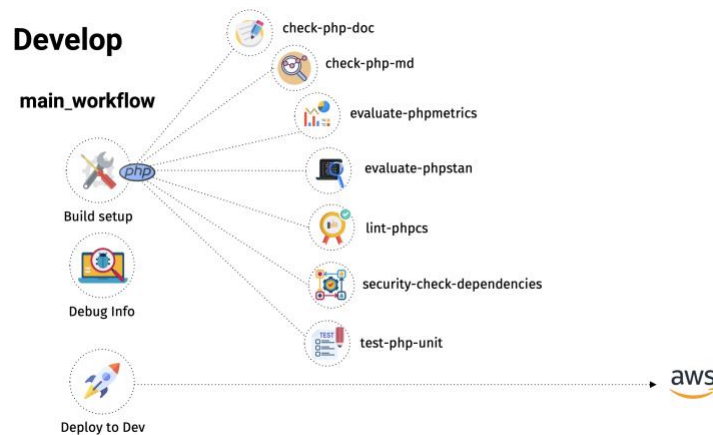 Develop
main_workflow
check-php-doc
check-php-md
evaluate-phpmetrics
php
evaluate-phpstan
Build setup
lint-phpcs
security-check-dependencies
Debug Info
TEST
test-php-unit
aws
Deploy to Dev